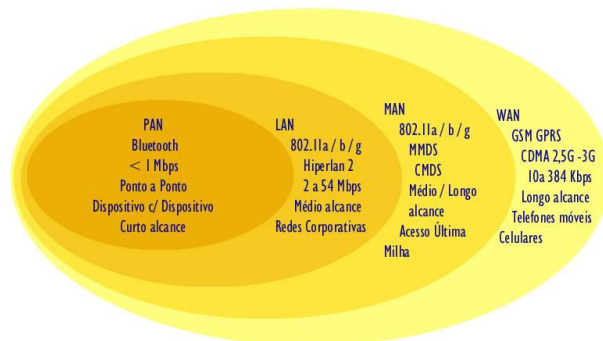 PAN
Bluetooth
< 1 Mbps
Ponto a Ponto
Dispositivo c/ Dispositivo
Curto alcance
LAN
802.11a / b / g
Hiperlan 2
2 a 54 Mbps
Médio alcance
Redes Corporativas
MAN
802.11a / b / g
MMDS
CMDS
Médio / Longo
alcance
Acesso Última
Milha
WAN
GSM GPRS
CDMA 2,5G -3G
10a 384 Kbps
Longo alcance
Telefones móveis
Celulares